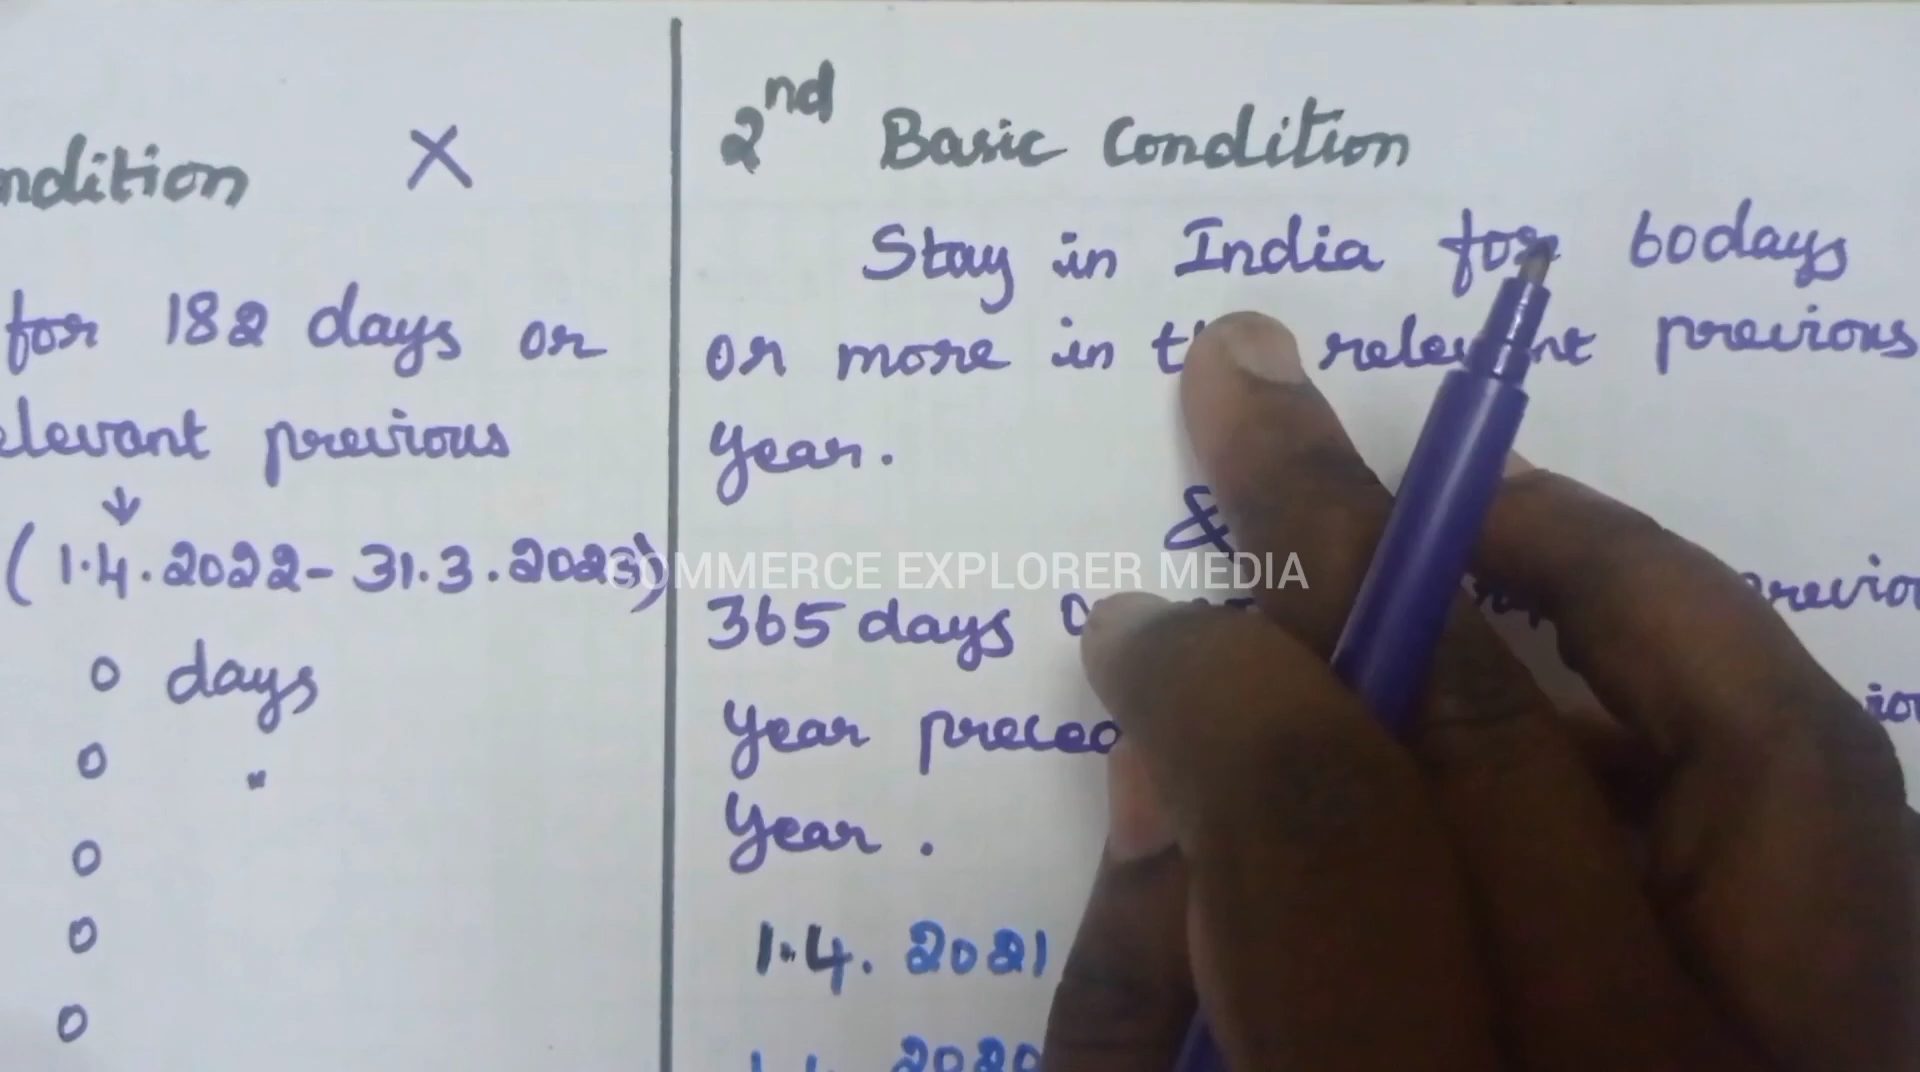 ndition X
for 182 days or
elevant previous
(1.4.2022- 31.3.2023)
0 days
0 "
0
0
0
2nd Basic Condition
Stay in India for 60days
or more in relevant previous
year.
&
365 days
year
Year.
1.4. 2021
2020
COMMERCE EXPLORER MEDIA